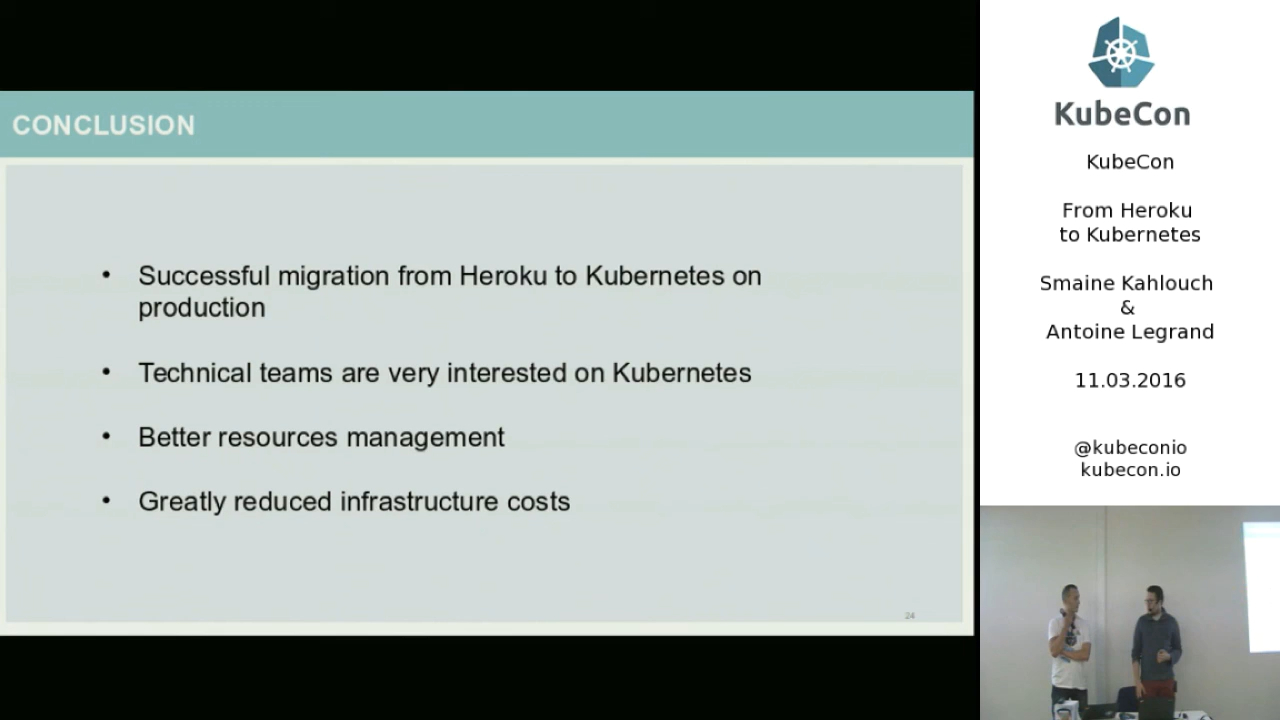 CONCLUSION
• Successful migration from Heroku to Kubernetes on
production
• Technical teams are very interested on Kubernetes
• Better resources management
• Greatly reduced infrastructure costs
24
KubeCon
KubeCon
From Heroku
to Kubernetes
Smaine Kahlouch
&
Antoine Legrand
11.03.2016
@kubeconio
kubecon.io